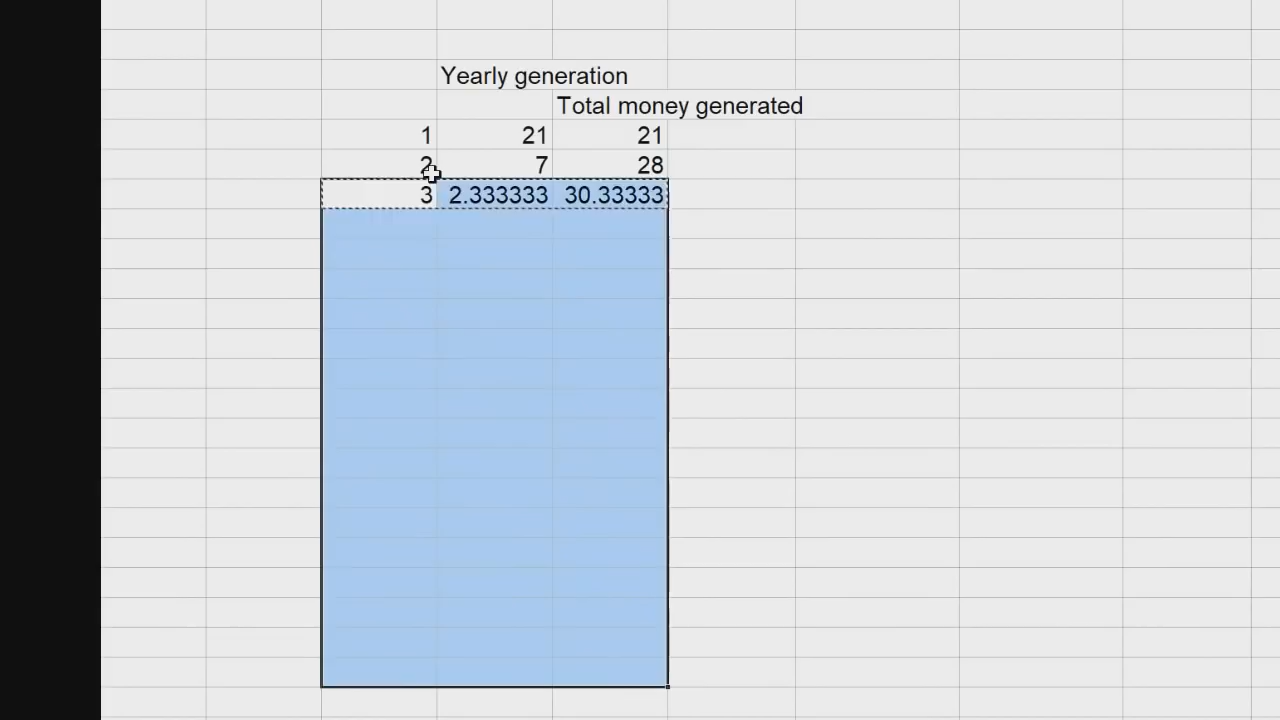 Yearly generation
Total money generated
1 21 21
2 7 28
3 2.333333 30.33333